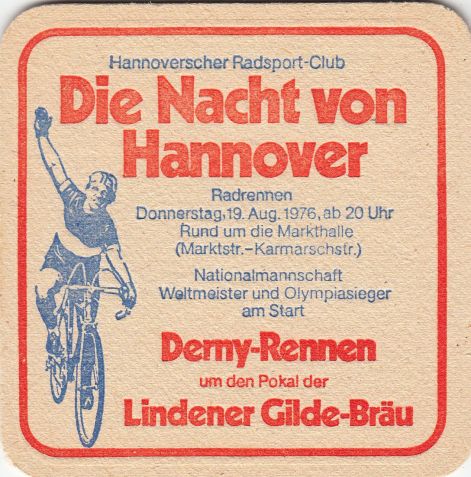 Hannoverscher Radsport-Club
Die Nacht von
Hannover
Radrennen
Donnerstag, 19. Aug. 1976, ab 20 Uhr
Rund um die Markthalle
(Marktstr.-Karmarschstr.)
Nationalmannschaft
Weltmeister und Olympiasieger
am Start
Derny-Rennen
um den Pokal der
Lindener Gilde-Bräu